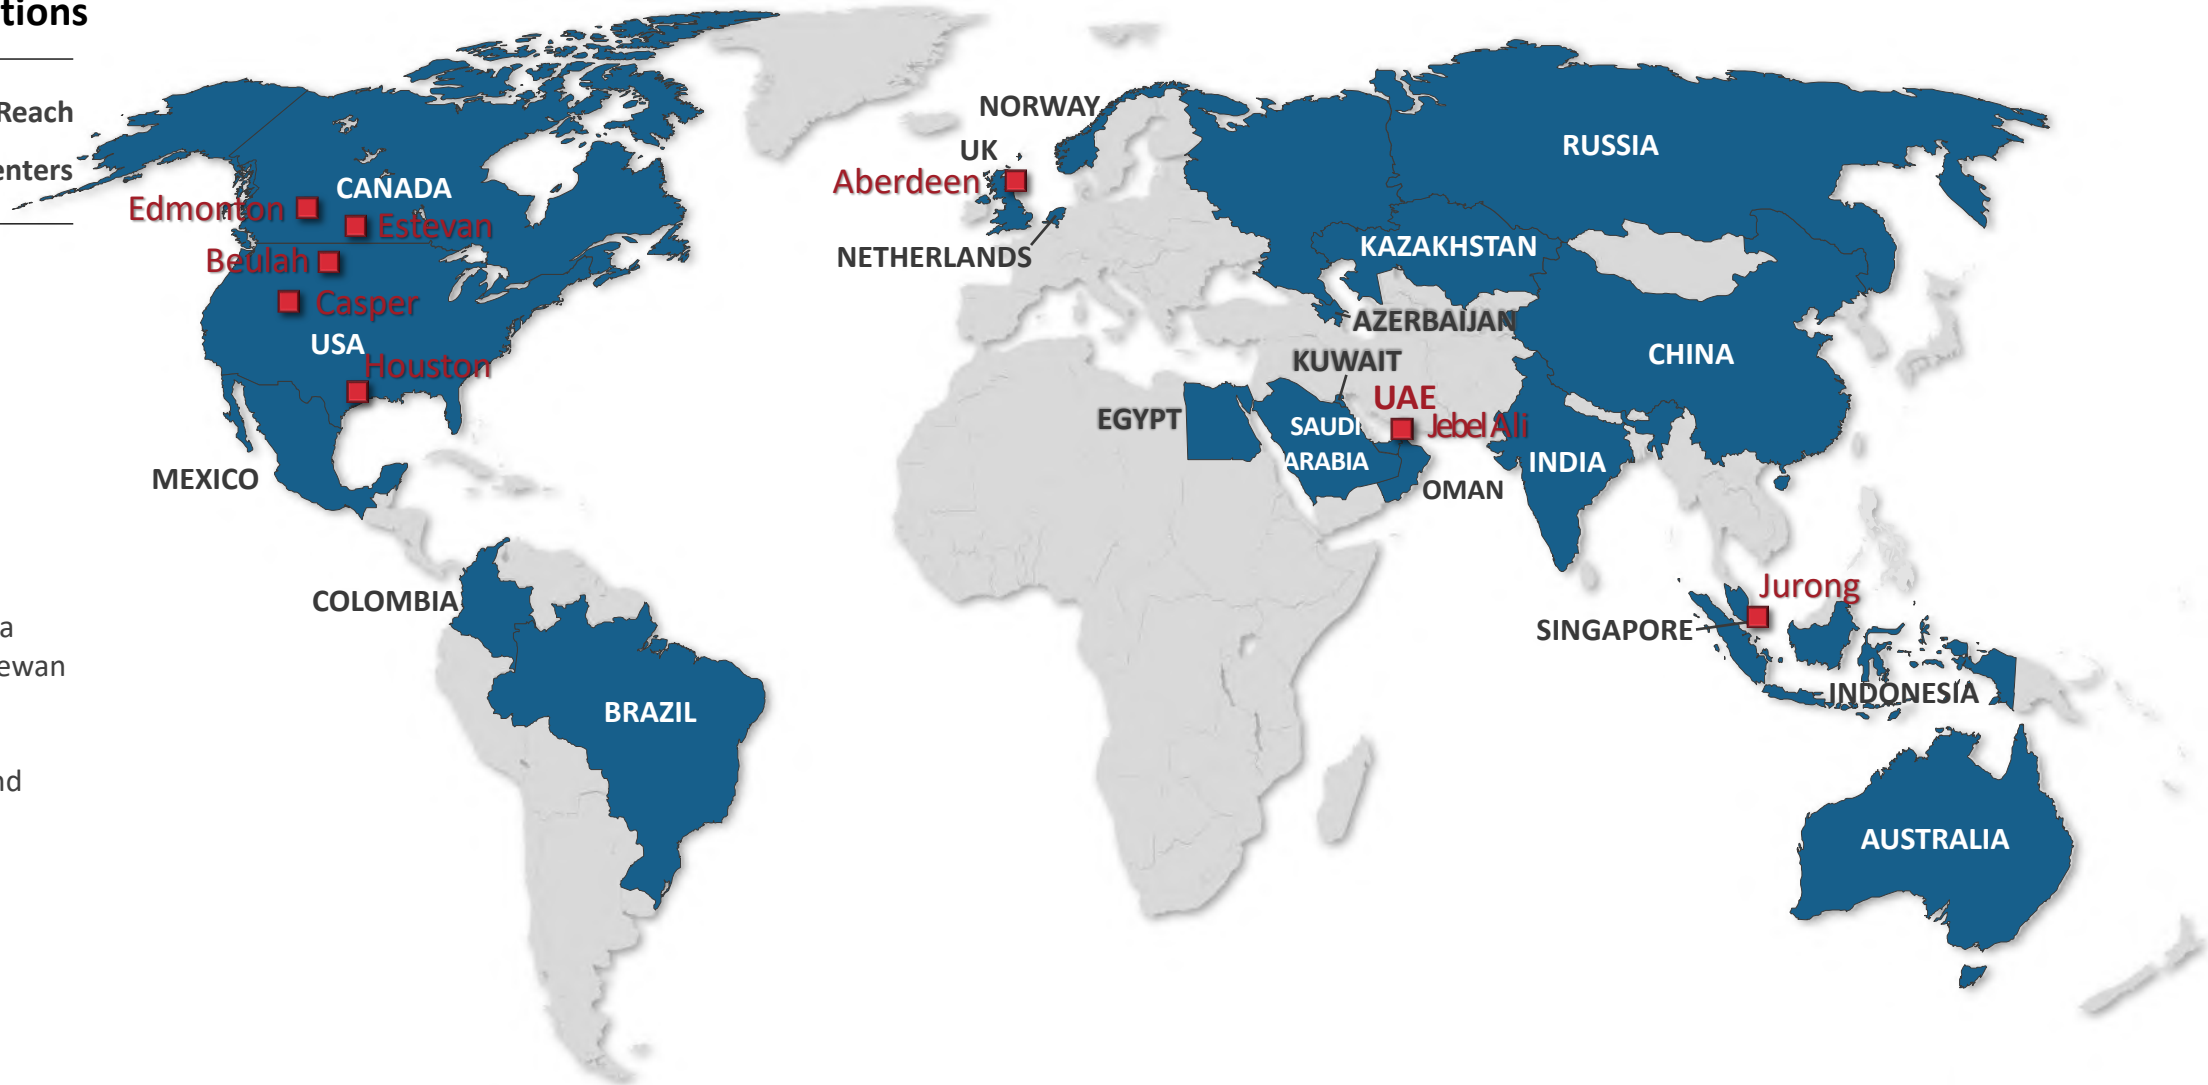 tions
Reach
enters
NORWAY
UK
Aberdeen
NETHERLANDS
RUSSIA
CANADA
Edmonton
Estevan
Beulah
Casper
USA
Houston
KAZAKHSTAN
AZERBAIJAN
CHINA
KUWAIT
UAE
Jebel Ali
EGYPT
SAUDI
ARABIA
INDIA
OMAN
MEXICO
COLOMBIA
Jurong
SINGAPORE
INDONESIA
a
ewan
BRAZIL
nd
AUSTRALIA